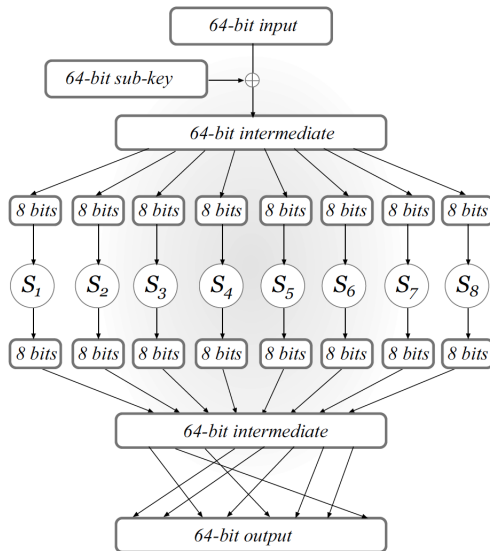 64-bit input
64-bit sub-key
64-bit intermediate
8 bits 8 bits 8 bits 8 bits 8 bits 8 bits 8 bits 8 bits
S1 S2 S3 S4 S5 S6 S7 S8
8 bits 8 bits 8 bits 8 bits 8 bits 8 bits 8 bits 8 bits
64-bit intermediate
64-bit output